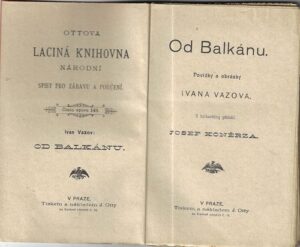 OTTOVA
LACINÁ KNIHOVNA
NÁRODNÍ
SPISY PRO ZÁBAVU A POUČENÍ.
Ivan Vazov:
OD BALKÁNU.
V PRAZE.
Tiskem a nákladem J. Otty
Od Balkánu.
Povídky a obrázky
IVANA VAZOVA.
JOSEF KONĚRZA.
V PRAZE.
Tiskem a nákladem J. Otty